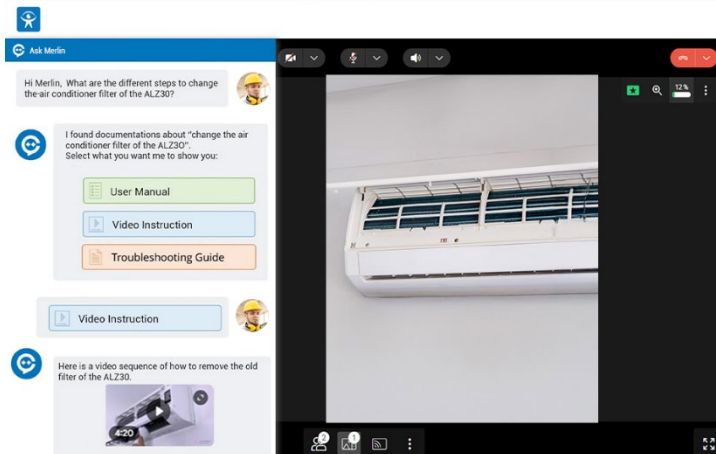 Ask Merlin
Hi Merlin, What are the different steps to change
the air conditioner filter of the ALZ30?
I found documentations about "change the air
conditioner filter of the ALZ30".
Select what you want me to show you:
User Manual
Video Instruction
Troubleshooting Guide
Video Instruction
Here is a video sequence of how to remove the old
filter of the ALZ30.
4:20
12%
2
1